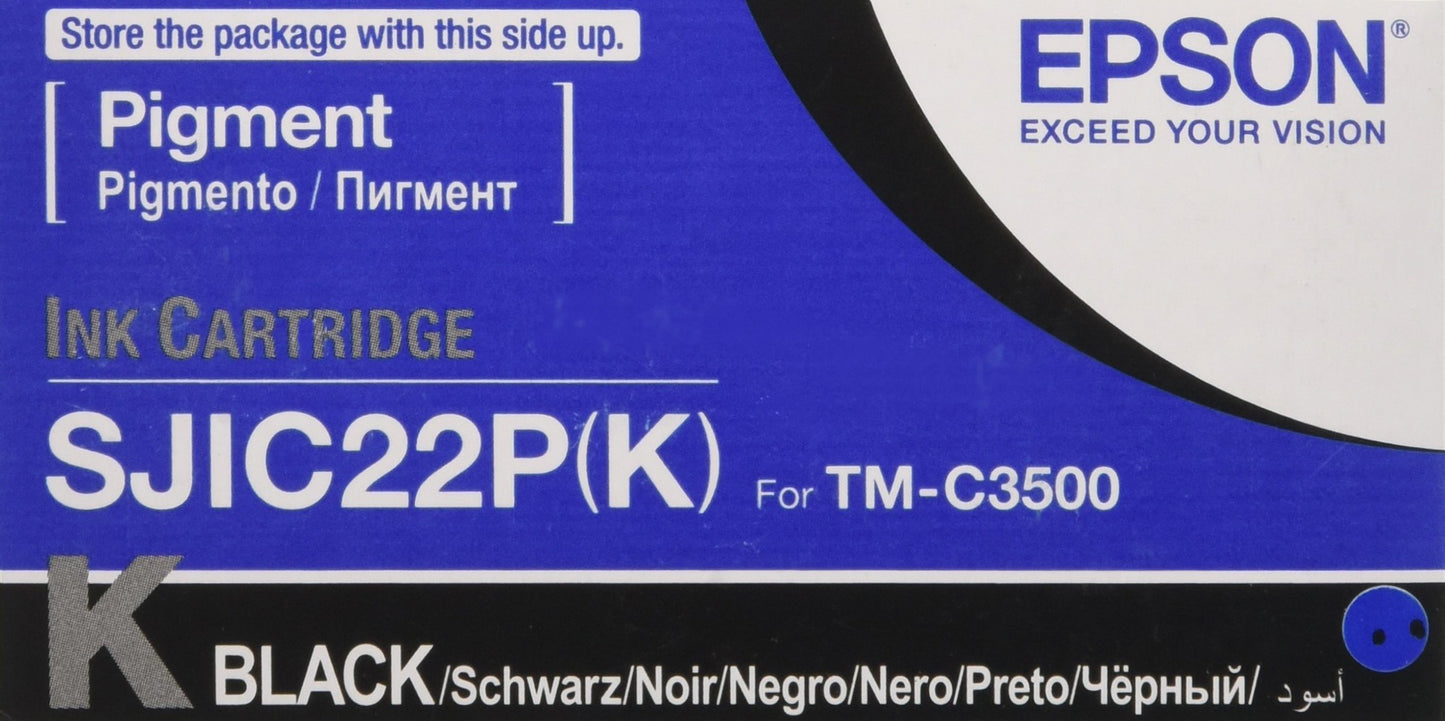 Store the package with this side up.
EPSON®
EXCEED YOUR VISION
Pigment
Pigmento / Пигмент
INK CARTRIDGE
SJIC22P(K) For TM-C3500
K
BLACK/Schwarz/Noir/Negro/Nero/Preto/Чёрный/ أسود